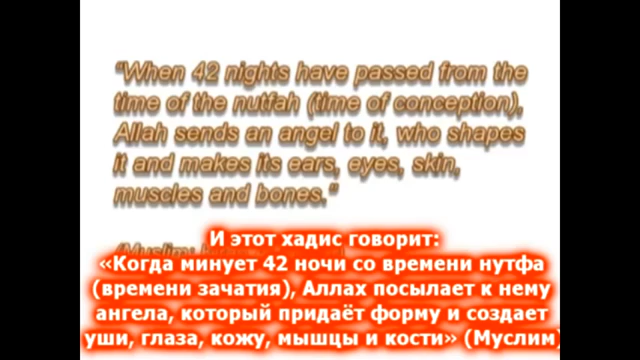 "When 42 nights have passed from the
time of the nutfah (time of conception),
Allah sends an angel to it, who shapes
it and makes its ears, eyes, skin,
muscles and bones."
И этот хадис говорит:
«Когда минует 42 ночи со времени нутфа
(времени зачатия), Аллах посылает к нему
ангела, который придаёт форму и создает
уши, глаза, кожу, мышцы и кости» (Муслим)